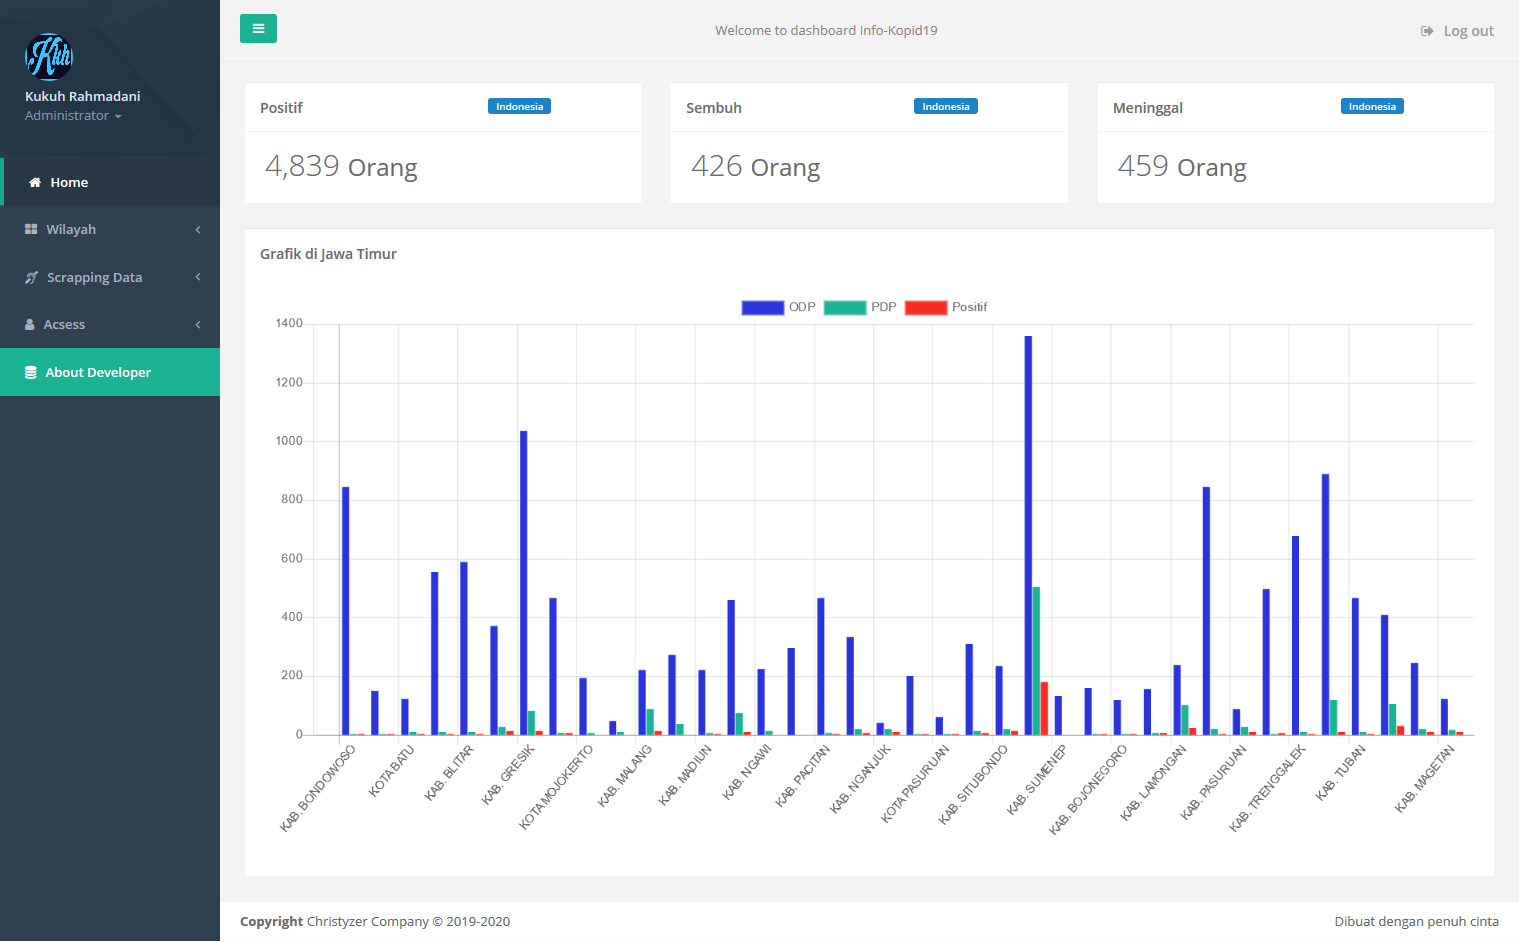 Kkh
Kukuh Rahmadani
Administrator
Home
Wilayah
Scrapping Data
Acsess
About Developer
Welcome to dashboard Info-Kopid19
Log out
Positif Indonesia
4,839 Orang
Sembuh Indonesia
426 Orang
Meninggal Indonesia
459 Orang
Grafik di Jawa Timur
ODP PDP Positif
1400
1200
1000
800
600
400
200
0
KAB. BONDOWOSO
KOTA BATU
KAB. BLITAR
KAB. GRESIK
KOTA MOJOKERTO
KAB. MALANG
KAB. MADIUN
KAB. NGAWI
KAB. PACITAN
KAB. NGANJUK
KOTA PASURUAN
KAB. SITUBONDO
KAB. SUMENEP
KAB. BOJONEGORO
KAB. LAMONGAN
KAB. PASURUAN
KAB. TRENGGALEK
KAB. TUBAN
KAB. MAGETAN
Copyright Christyzer Company © 2019-2020
Dibuat dengan penuh cinta